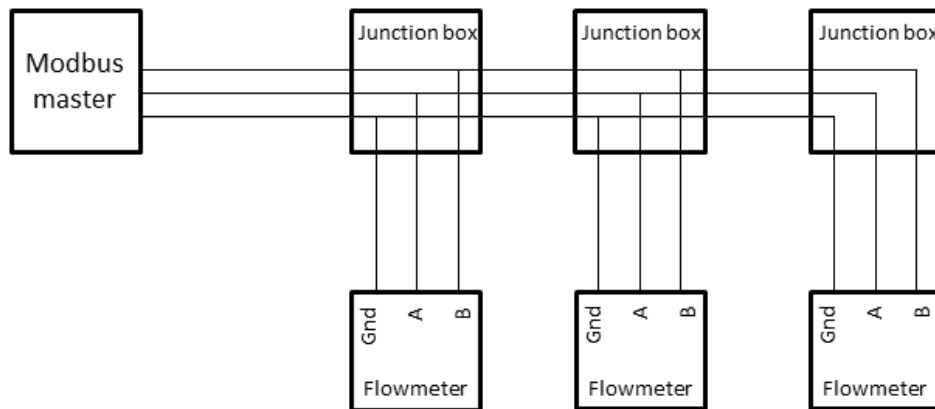 Modbus
master
Junction box
Junction box
Junction box
Gnd
A
B
Flowmeter
Gnd
A
B
Flowmeter
Gnd
A
B
Flowmeter